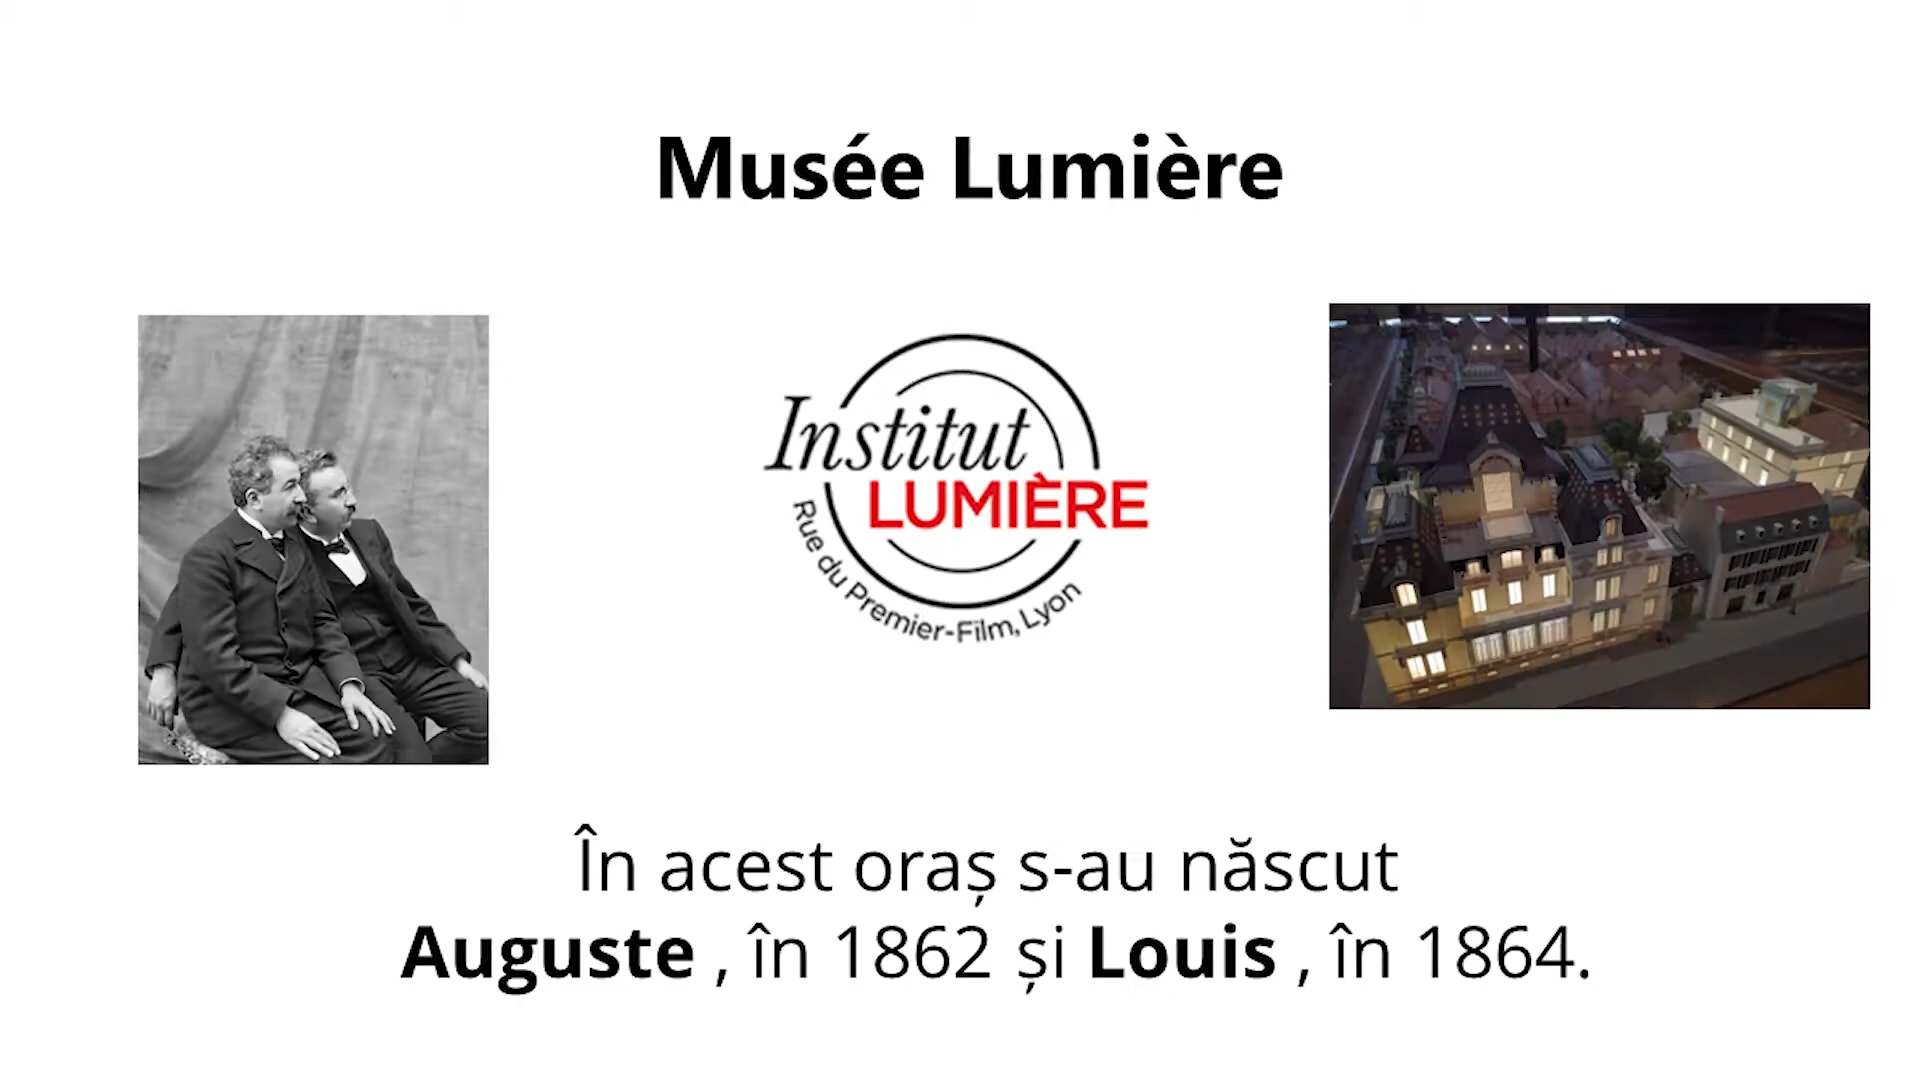 Musée Lumière
Institut
LUMIÈRE
Rue du Premier-Film, Lyon
În acest oraș s-au născut
Auguste , în 1862 și Louis , în 1864.